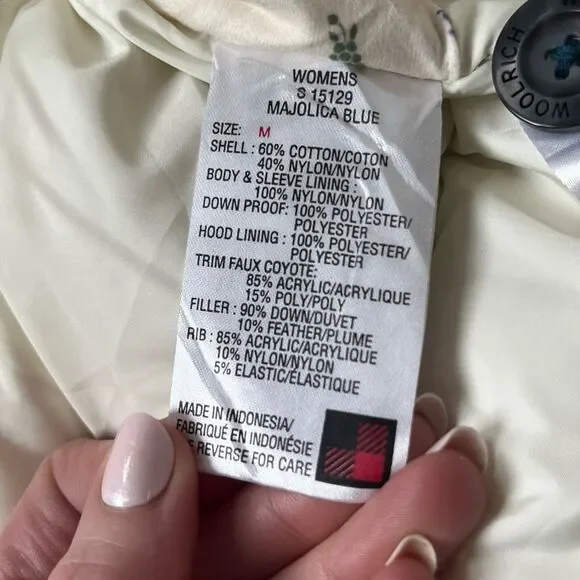 WOMENS
S 15129
MAJOLICA BLUE
SIZE: M
SHELL : 60% COTTON/COTON
40% NYLON/NYLON
BODY & SLEEVE LINING :
100% NYLON/NYLON
DOWN PROOF: 100% POLYESTER/
POLYESTER
HOOD LINING : 100% POLYESTER/
POLYESTER
TRIM FAUX COYOTE:
85% ACRYLIC/ACRYLIQUE
15% POLY/POLY
FILLER : 90% DOWN/DUVET
10% FEATHER/PLUME
RIB : 85% ACRYLIC/ACRYLIQUE
10% NYLON/NYLON
5% ELASTIC/ÉLASTIQUE
MADE IN INDONESIA/
FABRIQUÉ EN INDONÉSIE
REVERSE FOR CARE
WOOLRICH